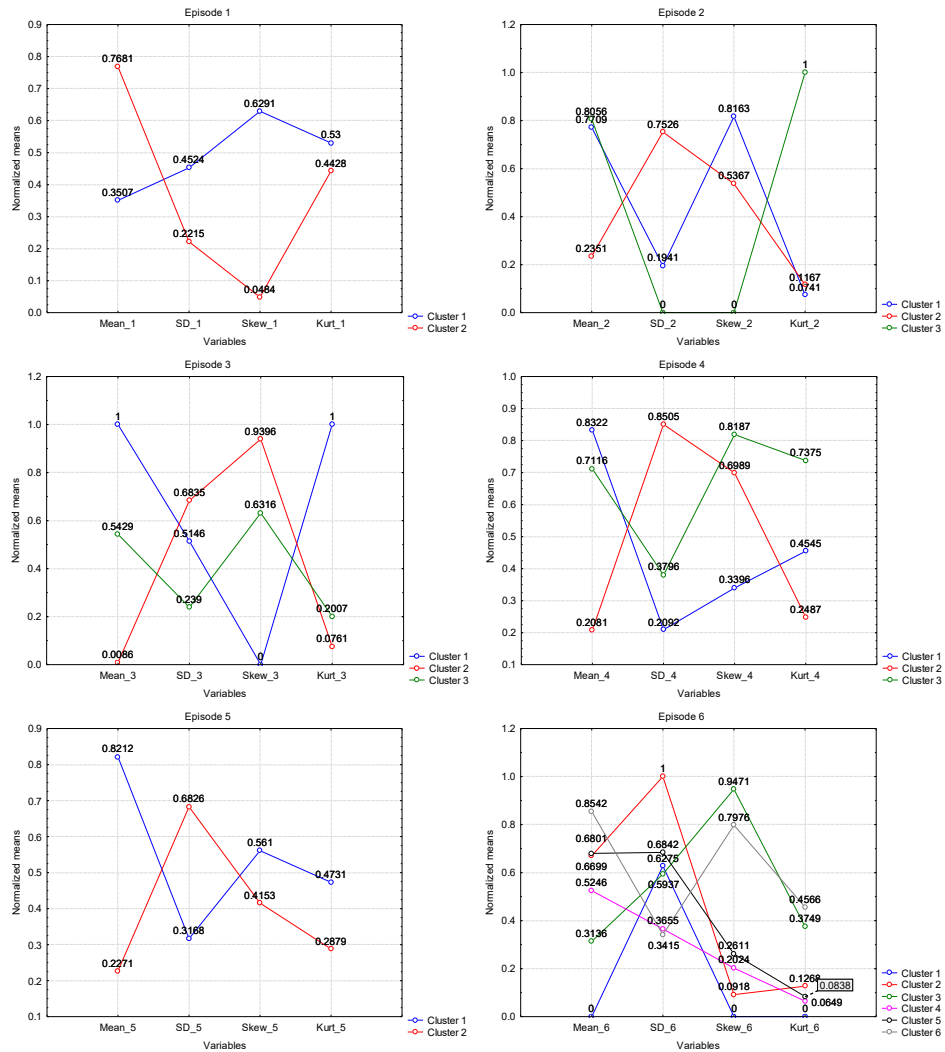 Episode 1
Normalized means
0.9
0.8
0.7
0.6
0.5
0.4
0.3
0.2
0.1
0.0
0.7681
0.6291
0.53
0.4524
0.4428
0.3507
0.2215
0.0484
Mean_1 SD_1 Skew_1 Kurt_1
Variables
Cluster 1
Cluster 2
Episode 2
Normalized means
1.2
1.0
0.8
0.6
0.4
0.2
0.0
1
0.8056
0.7709
0.7526
0.8163
0.5367
0.2351
0.1941
0.1167
0.0741
0 0
Mean_2 SD_2 Skew_2 Kurt_2
Variables
Cluster 1
Cluster 2
Cluster 3
Episode 3
Normalized means
1.2
1.0
0.8
0.6
0.4
0.2
0.0
1 1
0.9396
0.6835
0.6316
0.5429
0.5146
0.239
0.2007
0.0761
0.0086
0
Mean_3 SD_3 Skew_3 Kurt_3
Variables
Cluster 1
Cluster 2
Cluster 3
Episode 4
Normalized means
1.0
0.9
0.8
0.7
0.6
0.5
0.4
0.3
0.2
0.1
0.8322
0.8505
0.8187
0.7116
0.6989
0.7375
0.4545
0.3796
0.3396
0.2487
0.2081
0.2092
Mean_4 SD_4 Skew_4 Kurt_4
Variables
Cluster 1
Cluster 2
Cluster 3
Episode 5
Normalized means
0.9
0.8
0.7
0.6
0.5
0.4
0.3
0.2
0.1
0.8212
0.6826
0.561
0.4731
0.4153
0.3168
0.2879
0.2271
Mean_5 SD_5 Skew_5 Kurt_5
Variables
Cluster 1
Cluster 2
Episode 6
Normalized means
1.2
1.0
0.8
0.6
0.4
0.2
0.0
1
0.9471
0.8542
0.7976
0.6801
0.6842
0.6699
0.6275
0.5937
0.5246
0.4566
0.3749
0.3655
0.3415
0.3136
0.2611
0.2024
0.1268
0.0838
0.0918
0.0649
0 0 0
Mean_6 SD_6 Skew_6 Kurt_6
Variables
Cluster 1
Cluster 2
Cluster 3
Cluster 4
Cluster 5
Cluster 6